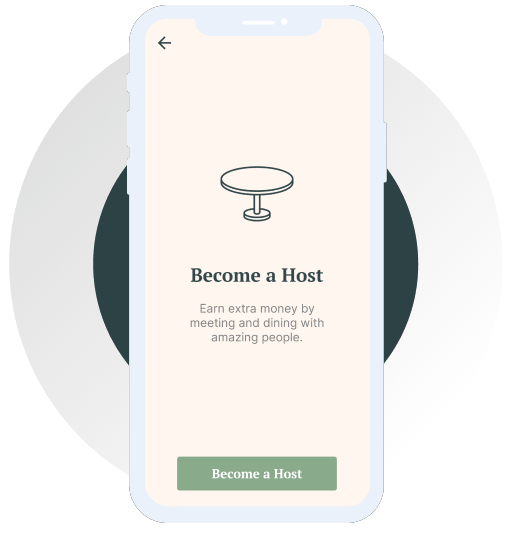 Become a Host
Earn extra money by
meeting and dining with
amazing people.
Become a Host